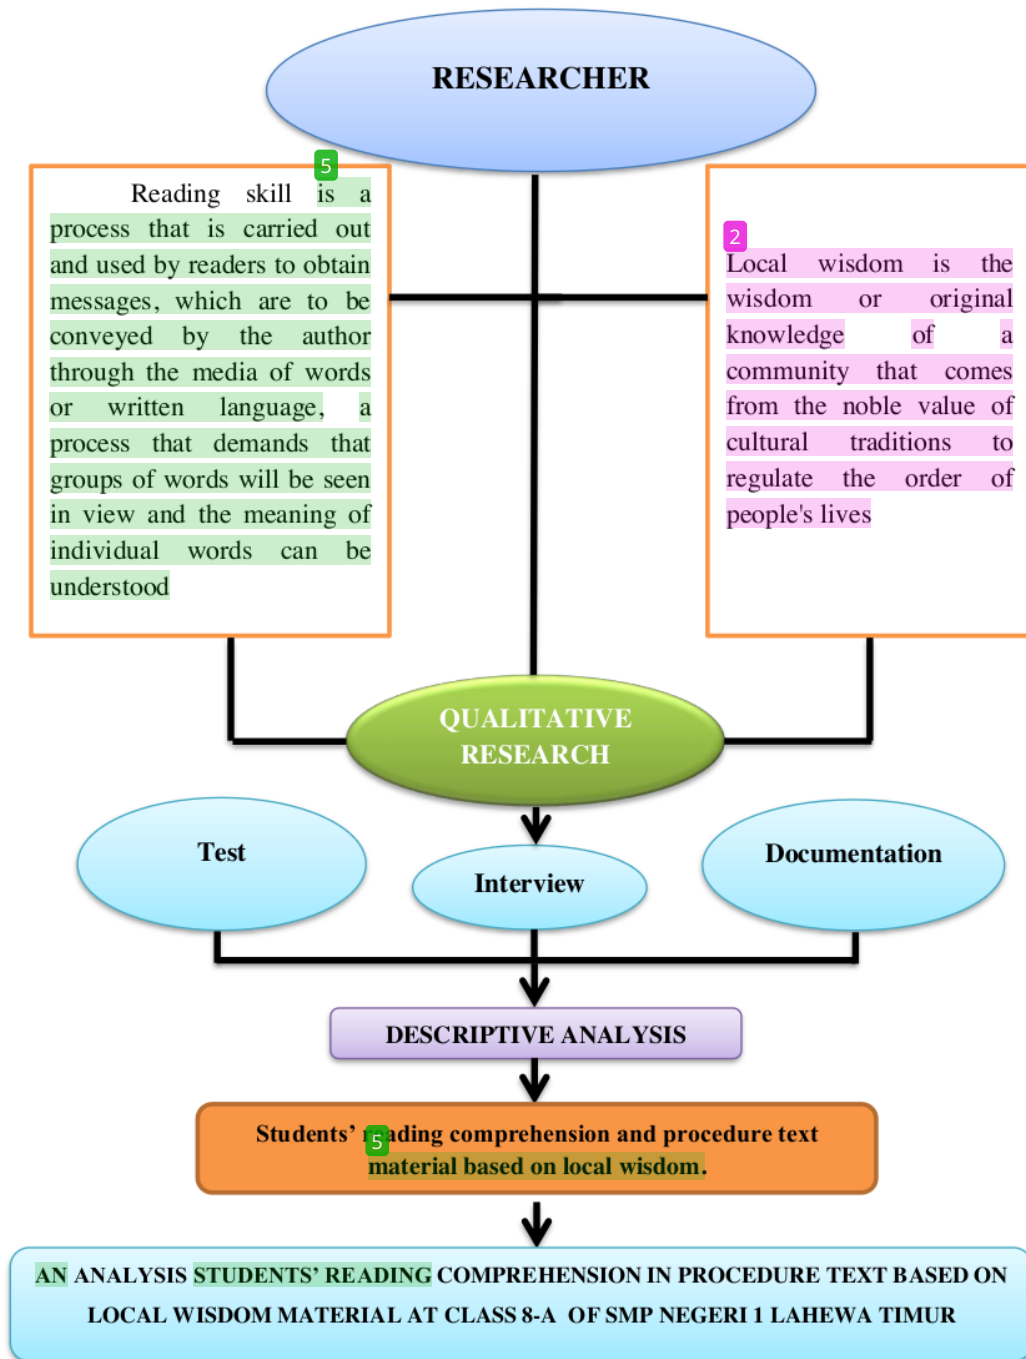 RESEARCHER
5
Reading skill is a
process that is carried out
and used by readers to obtain
messages, which are to be
conveyed by the author
through the media of words
or written language, a
process that demands that
groups of words will be seen
in view and the meaning of
individual words can be
understood
2
Local wisdom is the
wisdom or original
knowledge of a
community that comes
from the noble value of
cultural traditions to
regulate the order of
people's lives
QUALITATIVE
RESEARCH
Test
Interview
Documentation
DESCRIPTIVE ANALYSIS
Students' reading comprehension and procedure text
5
material based on local wisdom.
AN ANALYSIS STUDENTS' READING COMPREHENSION IN PROCEDURE TEXT BASED ON
LOCAL WISDOM MATERIAL AT CLASS 8-A OF SMP NEGERI 1 LAHEWA TIMUR